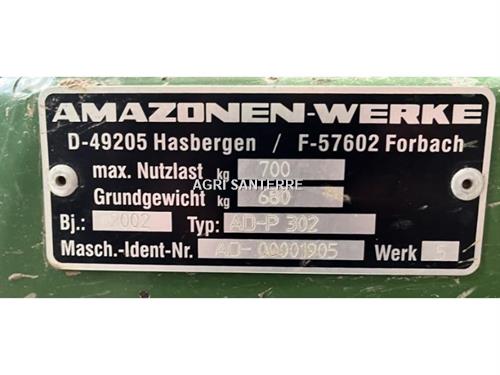 AMAZONEN-WERKE
D-49205 Hasbergen / F-57602 Forbach
max. Nutzlast kg 700
AGRI SANTERRE
Grundgewicht kg 680
Bj.: 2002 Typ: AD-P 302
Masch.-Ident-Nr. AD- 00001905 Werk 5